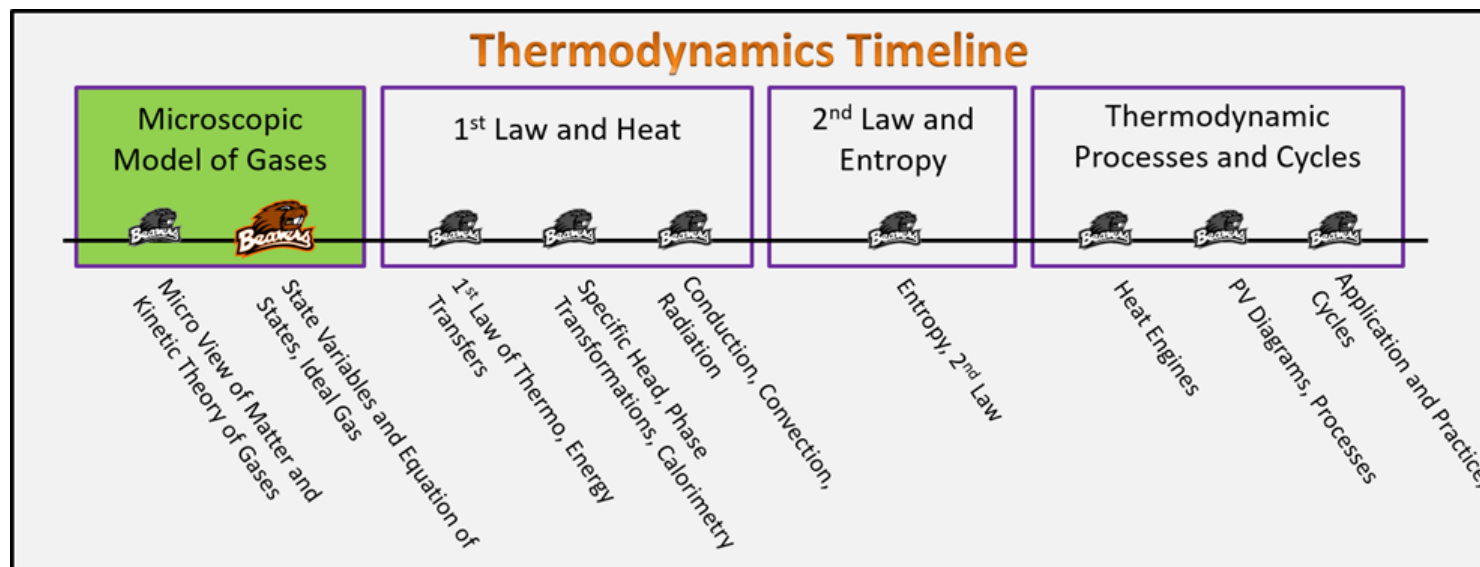 Thermodynamics Timeline
Microscopic
Model of Gases
1st Law and Heat
2nd Law and
Entropy
Thermodynamic
Processes and Cycles
Beavers
Beavers
Beavers
Beavers
Beavers
Beavers
Beavers
Beavers
Beavers
Micro View of Matter and
Kinetic Theory of Gases
State Variables and Equation of
States, Ideal Gas
1st Law of Thermo, Energy
Transfers
Specific Head, Phase
Transformations, Calorimetry
Conduction, Convection,
Radiation
Entropy, 2nd Law
Heat Engines
PV Diagrams, Processes
Application and Practice,
Cycles